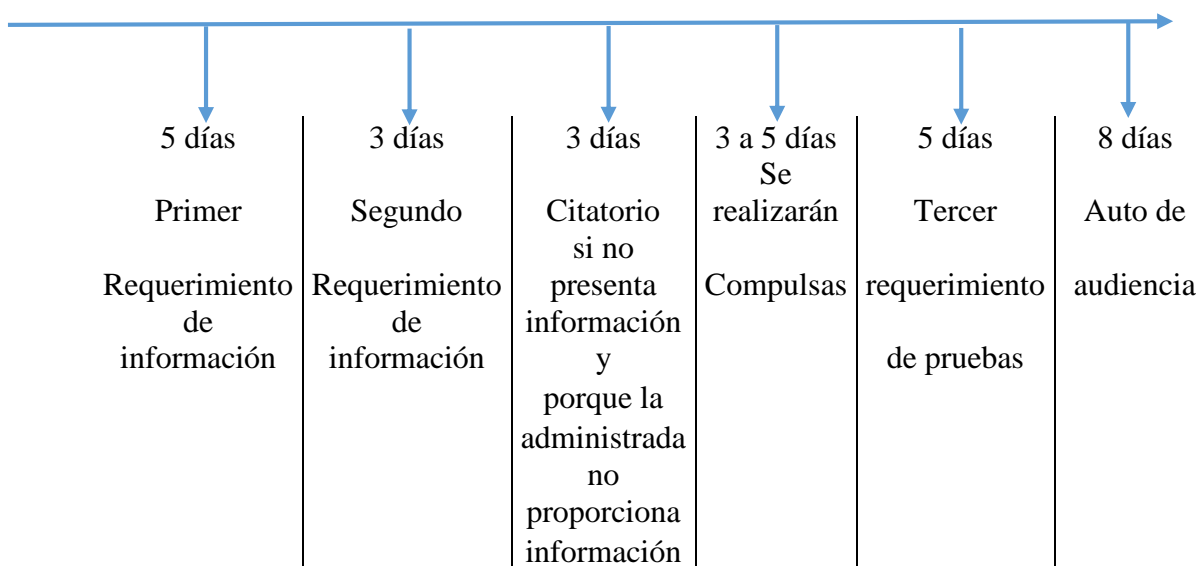 5 días
Primer
Requerimiento
de
información
3 días
Segundo
Requerimiento
de
información
3 días
Citatorio
si no
presenta
información
y
porque la
administrada
no
proporciona
información
3 a 5 días
Se
realizarán
Compulsas
5 días
Tercer
requerimiento
de pruebas
8 días
Auto de
audiencia